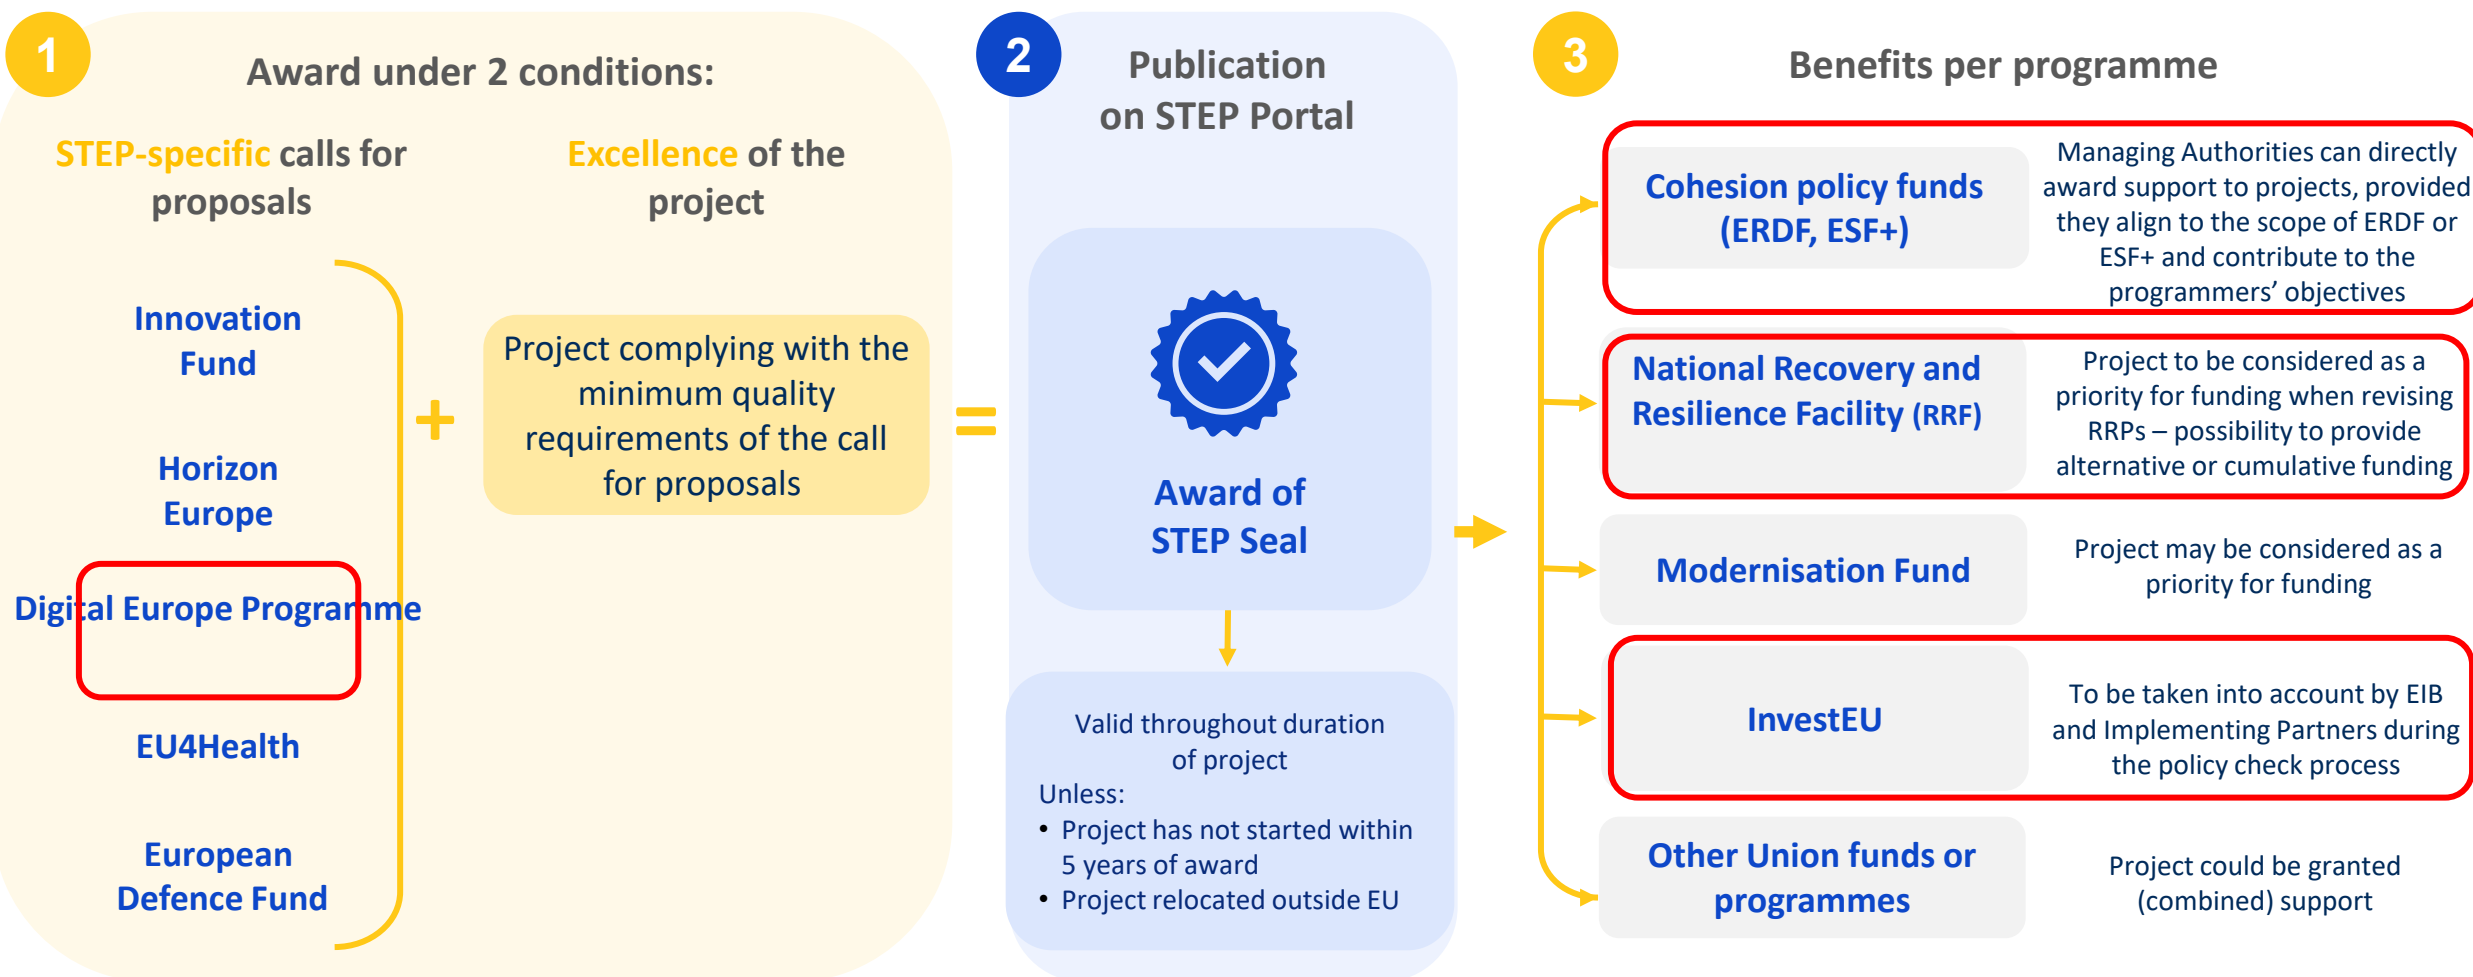 1
Award under 2 conditions:
STEP-specific calls for
proposals
Excellence of the
project
Innovation
Fund
Horizon
Europe
Digital Europe Programme
EU4Health
European
Defence Fund
+
Project complying with the
minimum quality
requirements of the call
for proposals
=
2
Publication
on STEP Portal
Award of
STEP Seal
Valid throughout duration
of project
Unless:
• Project has not started within
5 years of award
• Project relocated outside EU
3
Benefits per programme
Cohesion policy funds
(ERDF, ESF+)
Managing Authorities can directly
award support to projects, provided
they align to the scope of ERDF or
ESF+ and contribute to the
programmers’ objectives
National Recovery and
Resilience Facility (RRF)
Project to be considered as a
priority for funding when revising
RRPs – possibility to provide
alternative or cumulative funding
Modernisation Fund
Project may be considered as a
priority for funding
InvestEU
To be taken into account by EIB
and Implementing Partners during
the policy check process
Other Union funds or
programmes
Project could be granted
(combined) support